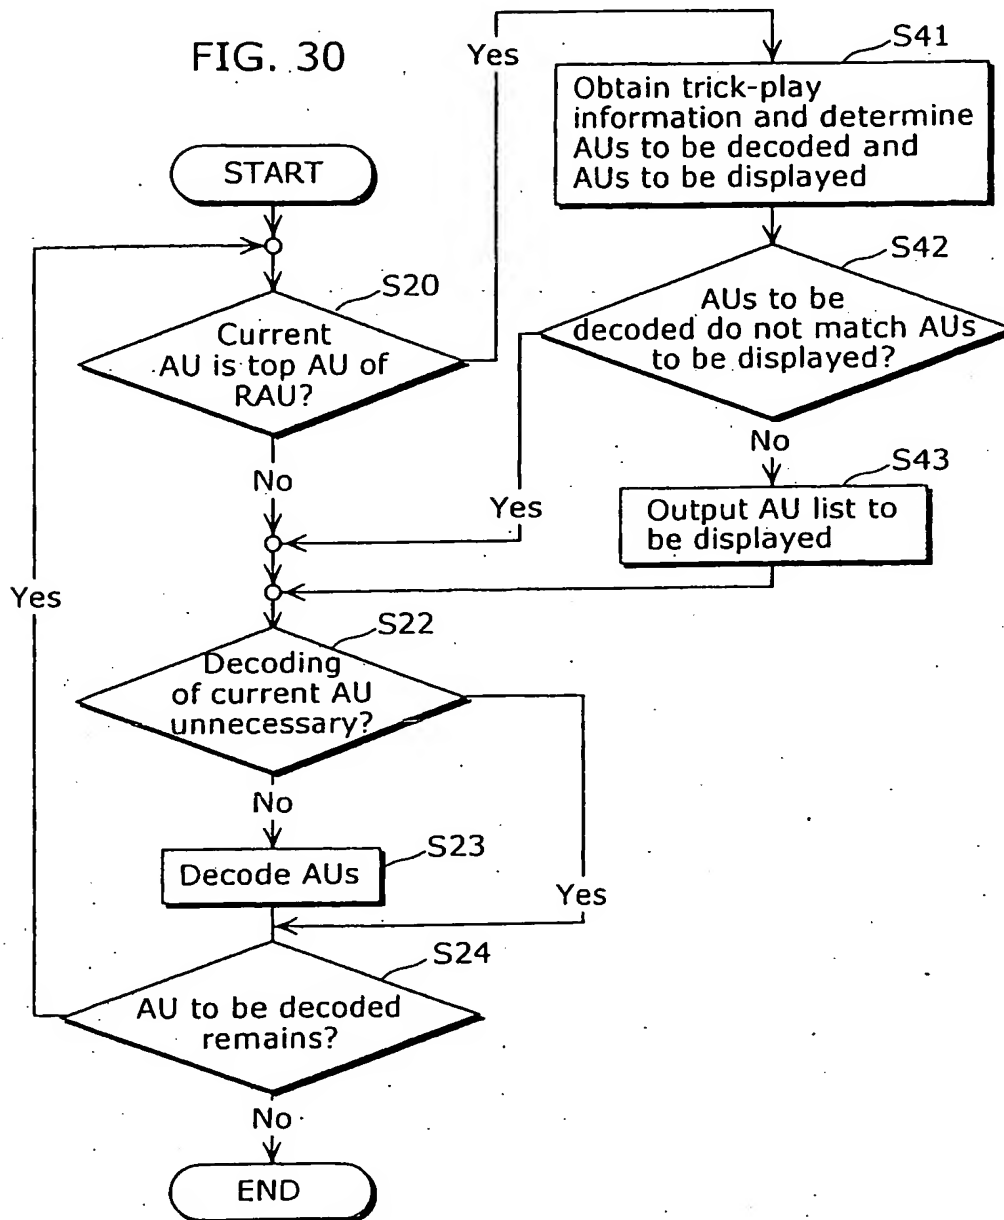 FIG. 30
START
Current
AU is top AU of
RAU?
S20
Yes
No
Obtain trick-play
information and determine
AUs to be decoded and
AUs to be displayed
S41
AUs to be
decoded do not match AUs
to be displayed?
S42
Yes
No
Output AU list to
be displayed
S43
Decoding
of current AU
unnecessary?
S22
Yes
No
Decode AUs
S23
AU to be decoded
remains?
S24
Yes
No
END